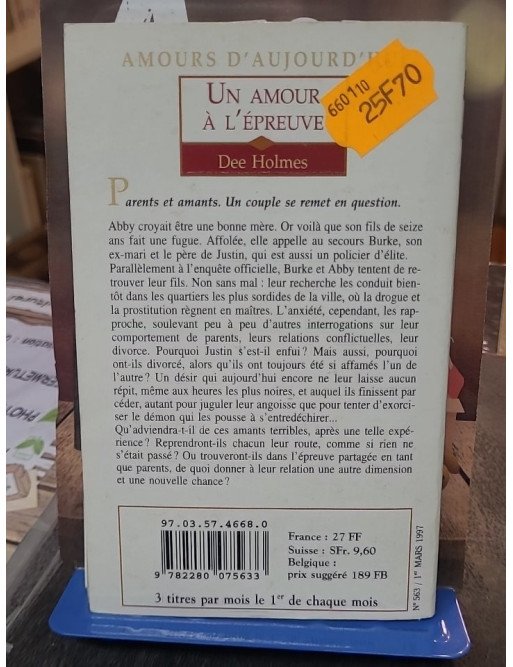 AMOURS D'AUJOURD'HUI
660110
25F70
UN AMOUR
À L'ÉPREUVE
Dee Holmes
Parents et amants. Un couple se remet en question.
Abby croyait être une bonne mère. Or voilà que son fils de seize
ans fait une fugue. Affolée, elle appelle au secours Burke, son
ex-mari et le père de Justin, qui est aussi un policier d'élite.
Parallèlement à l'enquête officielle, Burke et Abby tentent de re-
trouver leur fils. Non sans mal : leur recherche les conduit bien-
tôt dans les quartiers les plus sordides de la ville, où la drogue et
la prostitution règnent en maîtres. L'anxiété, cependant, les rap-
proche, soulevant peu à peu d'autres interrogations sur leur
comportement de parents, leurs relations conflictuelles, leur
divorce. Pourquoi Justin s'est-il enfui ? Mais aussi, pourquoi
ont-ils divorcé, alors qu'ils ont toujours été si affamés l'un de
l'autre ? Un désir qui aujourd'hui encore ne leur laisse aucun
répit, même aux heures les plus noires, et auquel ils finissent par
céder, autant pour juguler leur angoisse que pour tenter d'exorci-
ser le démon qui les pousse à s'entredéchirer...
Qu'adviendra-t-il de ces amants terribles, après une telle expé-
rience ? Reprendront-ils chacun leur route, comme si rien ne
s'était passé ? Ou trouveront-ils dans l'épreuve partagée en tant
que parents, de quoi donner à leur relation une autre dimension
et une nouvelle chance ?
97.03.57.4668.0
9 782280 075633
France : 27 FF
Suisse : SFr. 9,60
Belgique :
prix suggéré 189 FB
N° 563 / 1er MARS 1997
3 titres par mois le 1er de chaque mois